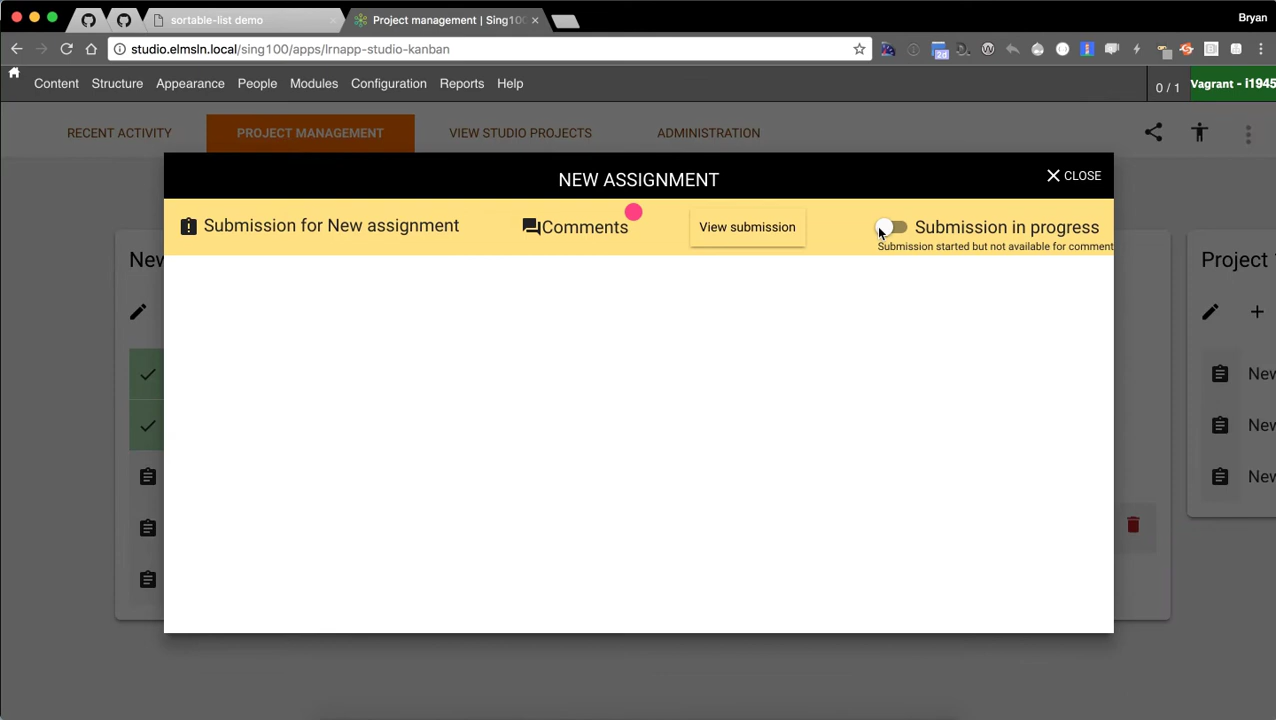 sortable-list demo
Project management | Sing100
Bryan
studio.elmsln.local/sing100/apps/lrnapp-studio-kanban
2d
Content Structure Appearance People Modules Configuration Reports Help
0 / 1
Vagrant - i1945
RECENT ACTIVITY PROJECT MANAGEMENT VIEW STUDIO PROJECTS ADMINISTRATION
NEW ASSIGNMENT
CLOSE
Submission for New assignment
Comments
View submission
Submission in progress
Submission started but not available for comment
New
Project
New
New
New